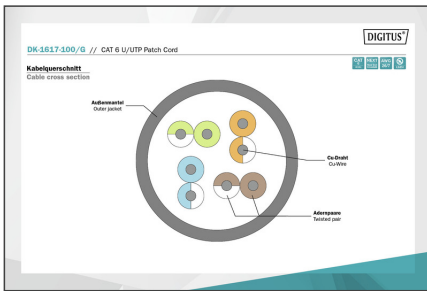 DIGITUS®
DK-1617-100/G // CAT 6 U/UTP Patch Cord
Kabelquerschnitt
Cable cross section
Außenmantel
Outer jacket
Cu-Draht
Cu-Wire
Adernpaare
Twisted pair